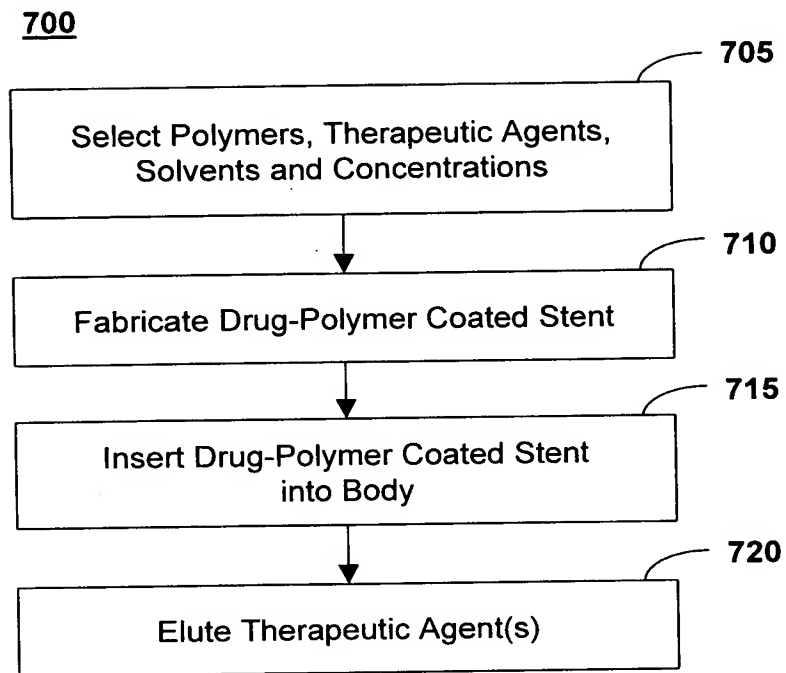 700
705
Select Polymers, Therapeutic Agents,
Solvents and Concentrations
710
Fabricate Drug-Polymer Coated Stent
715
Insert Drug-Polymer Coated Stent
into Body
720
Elute Therapeutic Agent(s)